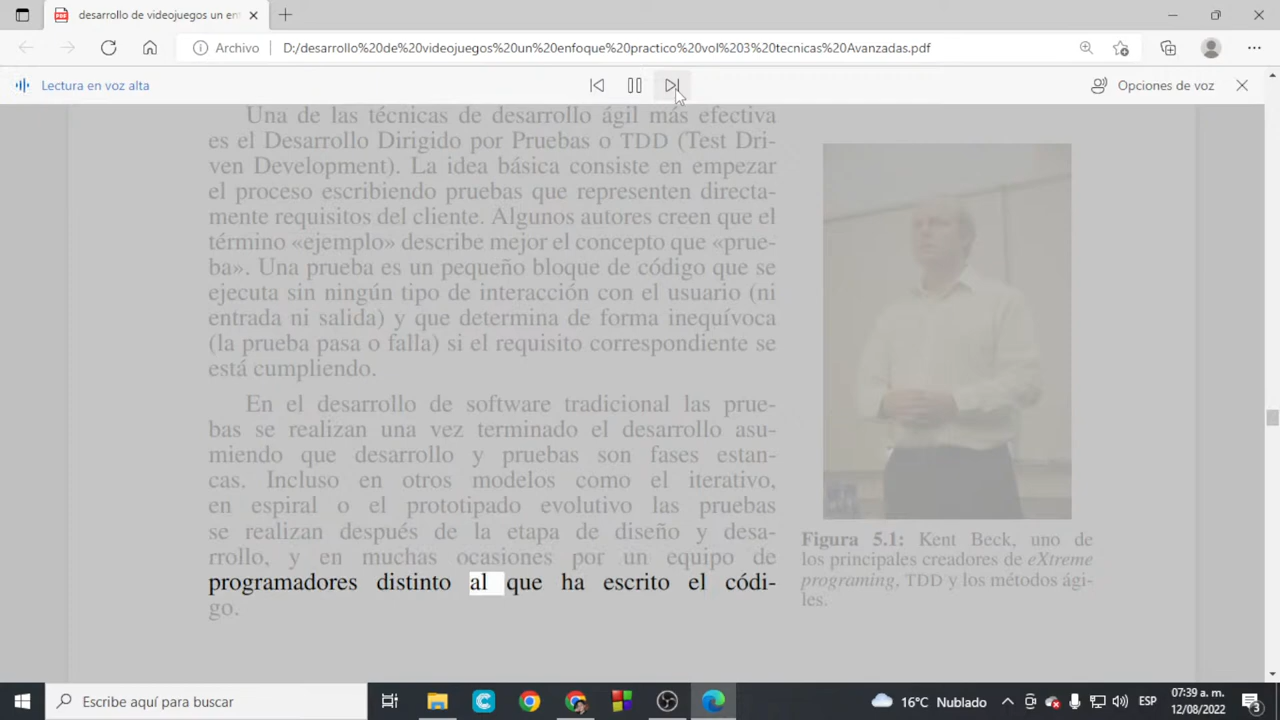 desarrollo de videojuegos un en
Archivo
D:/desarrollo%20de%20videojuegos%20un%20enfoque%20practico%20vol%203%20tecnicas%20Avanzadas.pdf
Lectura en voz alta
Opciones de voz
Una de las técnicas de desarrollo ágil más efectiva
es el Desarrollo Dirigido por Pruebas o TDD (Test Dri-
ven Development). La idea básica consiste en empezar
el proceso escribiendo pruebas que representen directa-
mente requisitos del cliente. Algunos autores creen que el
término «ejemplo» describe mejor el concepto que «prue-
ba». Una prueba es un pequeño bloque de código que se
ejecuta sin ningún tipo de interacción con el usuario (ni
entrada ni salida) y que determina de forma inequívoca
(la prueba pasa o falla) si el requisito correspondiente se
está cumpliendo.
En el desarrollo de software tradicional las prue-
bas se realizan una vez terminado el desarrollo asu-
miendo que desarrollo y pruebas son fases estan-
cas. Incluso en otros modelos como el iterativo,
en espiral o el prototipado evolutivo las pruebas
se realizan después de la etapa de diseño y desa-
rrollo, y en muchas ocasiones por un equipo de
programadores distinto al que ha escrito el códi-
go.
Figura 5.1: Kent Beck, uno de
los principales creadores de eXtreme
programing, TDD y los métodos ági-
les.
Escribe aquí para buscar
16°C Nublado
ESP
07:39 a. m.
12/08/2022
3